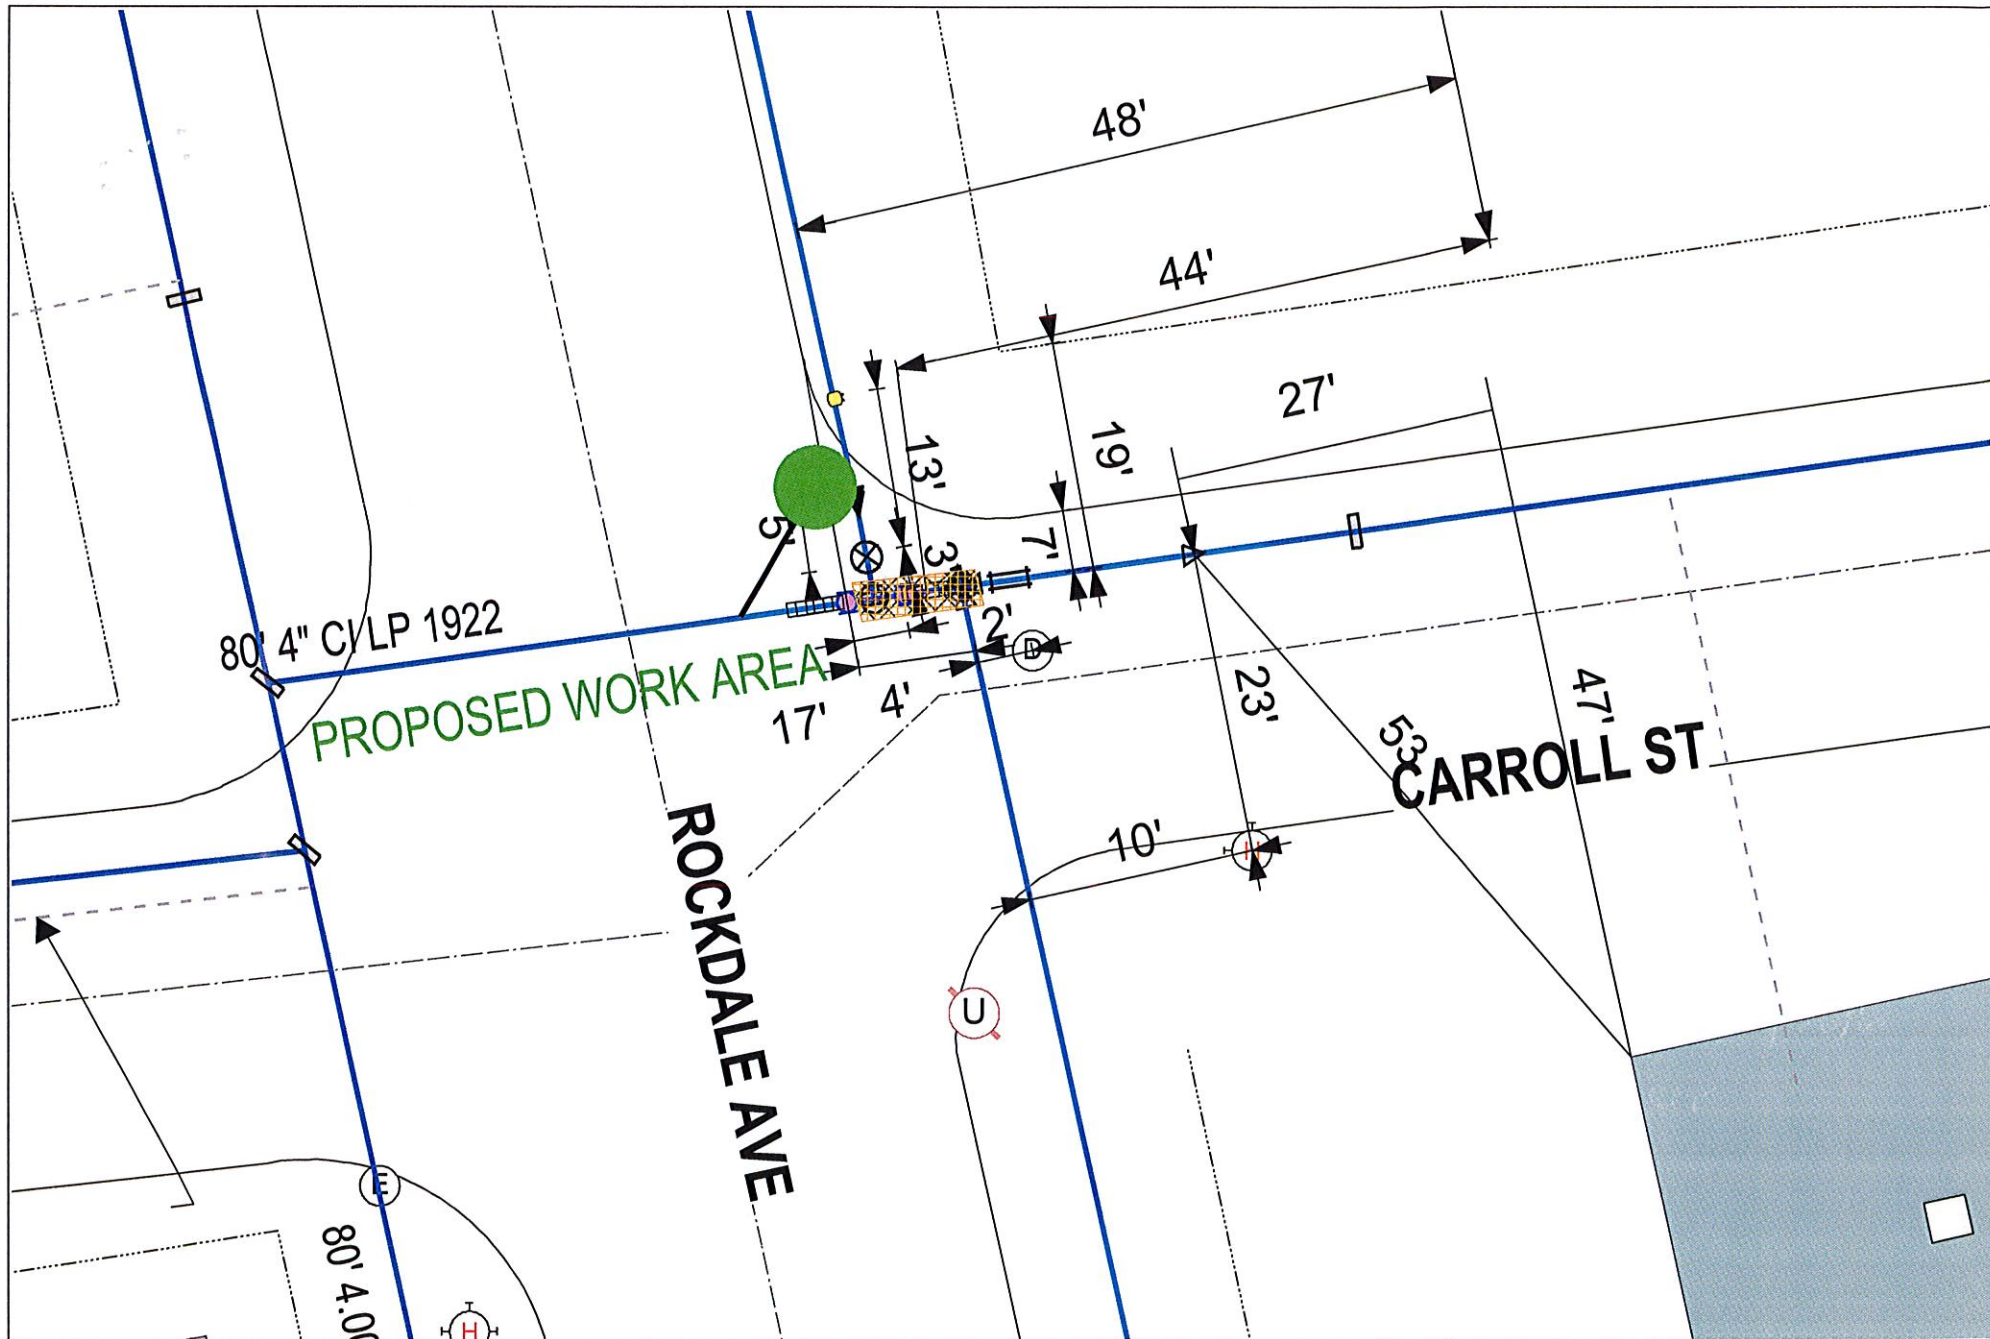 48'
44'
27'
13'
19'
5'
3'
7'
80' 4" CI LP 1922
2'
D
PROPOSED WORK AREA
17'
4'
23'
47'
53
CARROLL ST
10'
H
ROCKDALE AVE
U
E
80' 4.00
H